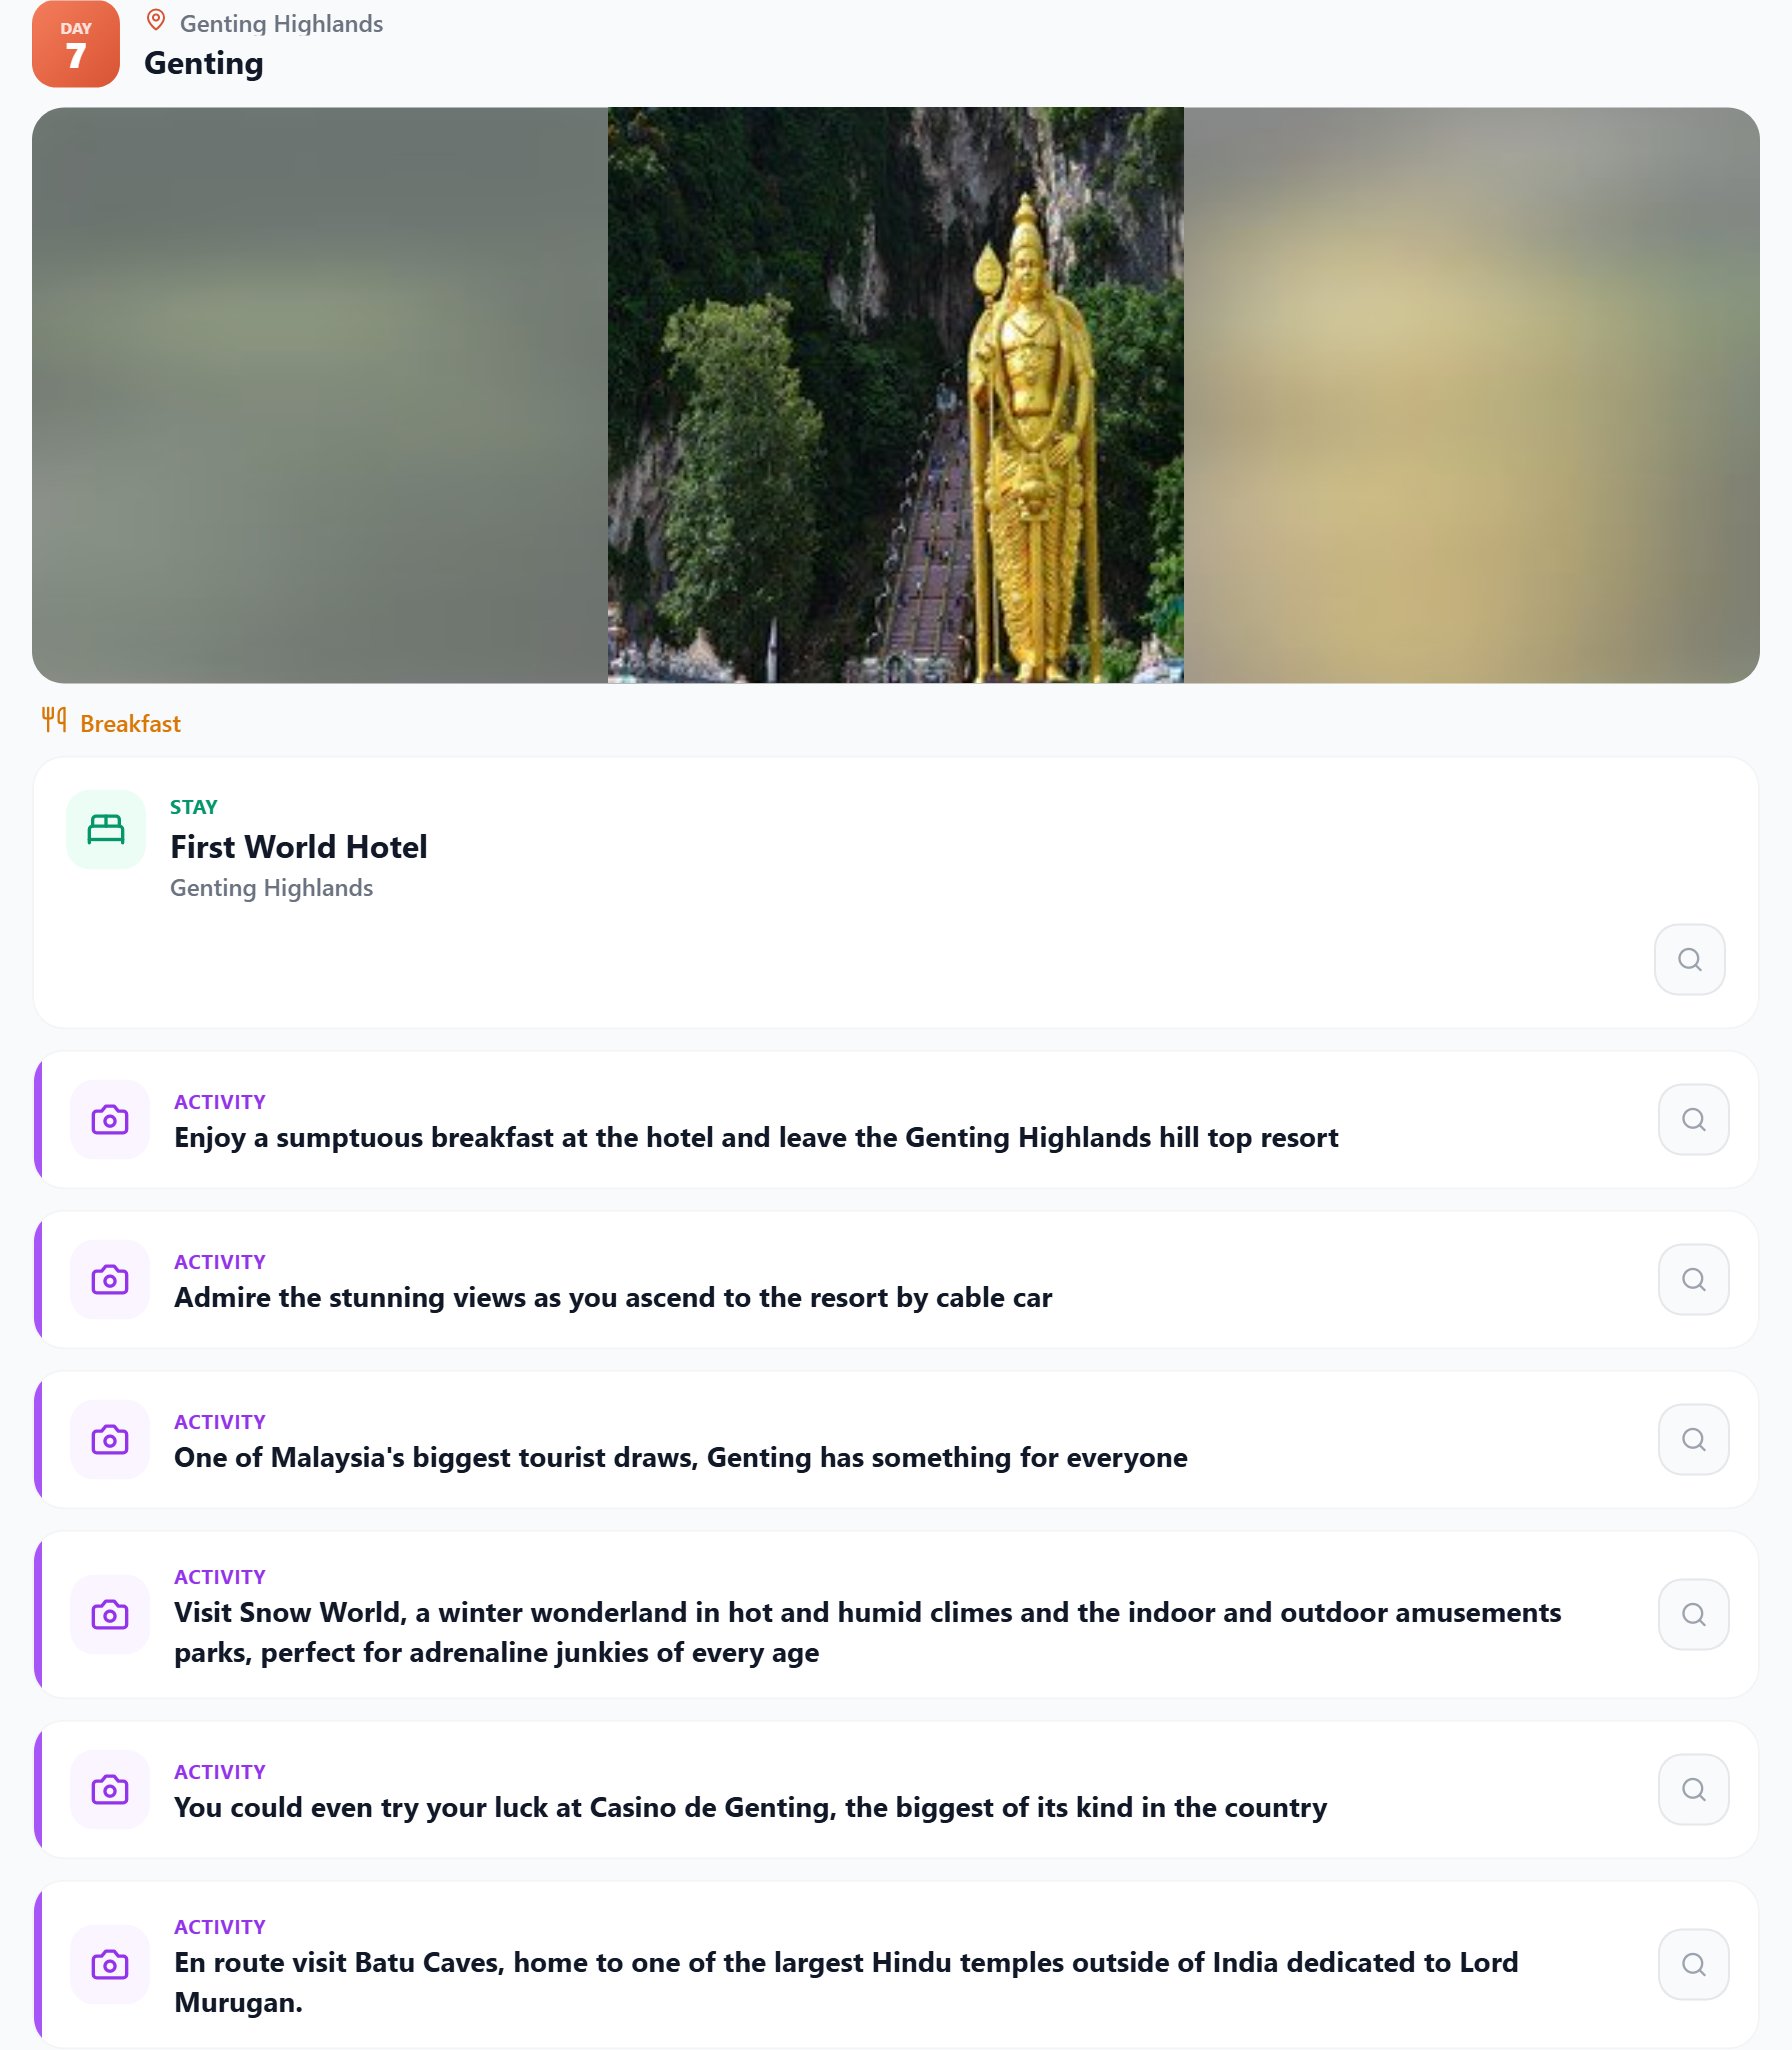 DAY
7
Genting Highlands
Genting
Breakfast
STAY
First World Hotel
Genting Highlands
ACTIVITY
Enjoy a sumptuous breakfast at the hotel and leave the Genting Highlands hill top resort
ACTIVITY
Admire the stunning views as you ascend to the resort by cable car
ACTIVITY
One of Malaysia's biggest tourist draws, Genting has something for everyone
ACTIVITY
Visit Snow World, a winter wonderland in hot and humid climes and the indoor and outdoor amusements
parks, perfect for adrenaline junkies of every age
ACTIVITY
You could even try your luck at Casino de Genting, the biggest of its kind in the country
ACTIVITY
En route visit Batu Caves, home to one of the largest Hindu temples outside of India dedicated to Lord
Murugan.